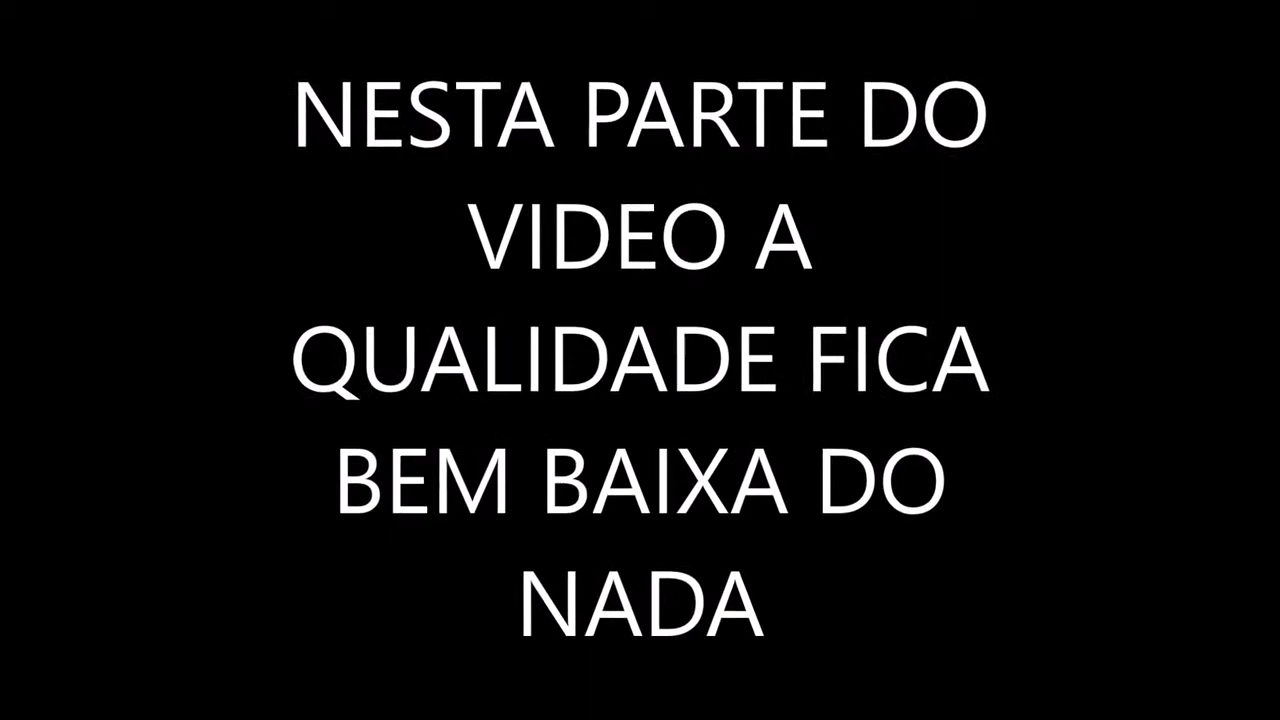 NESTA PARTE DO
VIDEO A
QUALIDADE FICA
BEM BAIXA DO
NADA